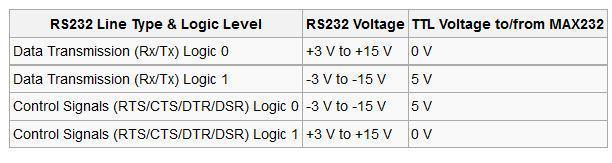 RS232 Line Type & Logic Level RS232 Voltage TTL Voltage to/from MAX232
Data Transmission (Rx/Tx) Logic 0 +3 V to +15 V 0 V
Data Transmission (Rx/Tx) Logic 1 -3 V to -15 V 5 V
Control Signals (RTS/CTS/DTR/DSR) Logic 0 -3 V to -15 V 5 V
Control Signals (RTS/CTS/DTR/DSR) Logic 1 +3 V to +15 V 0 V